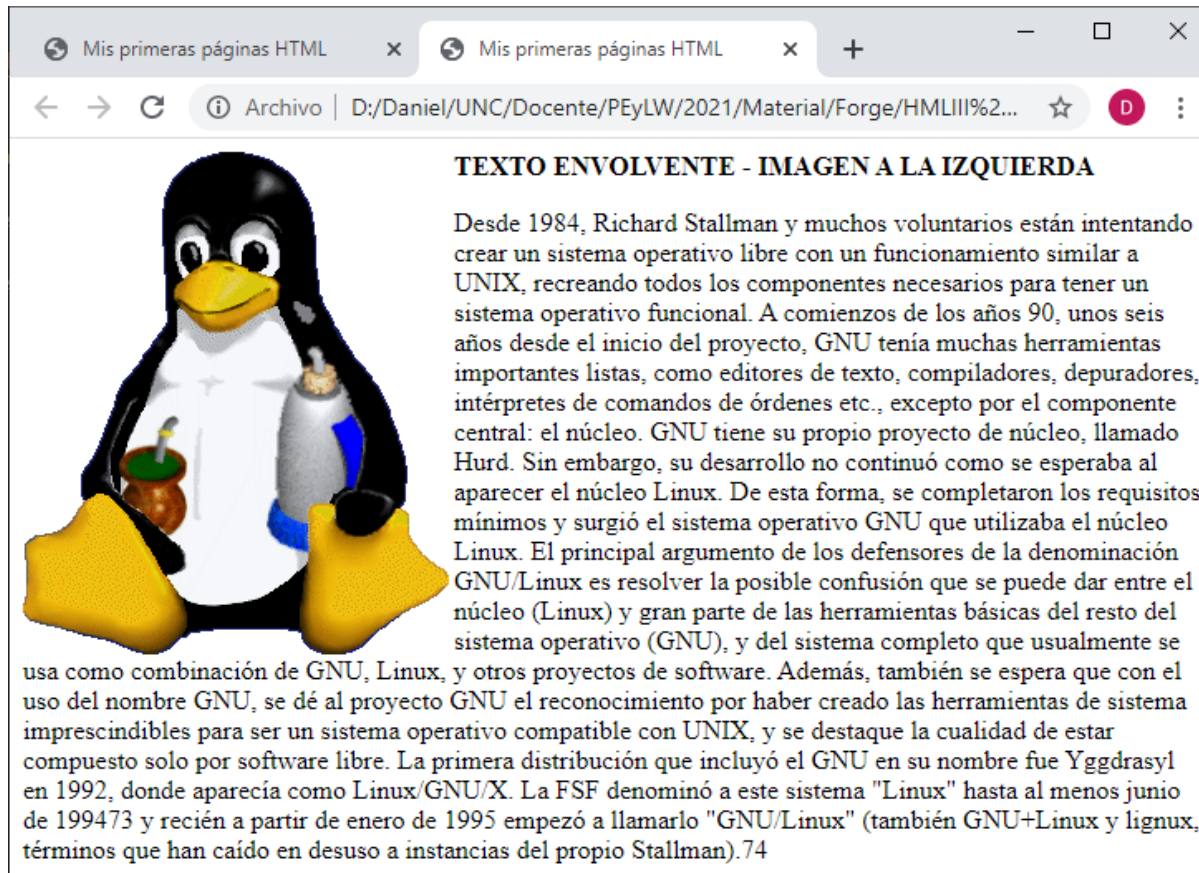 Mis primeras páginas HTML
Mis primeras páginas HTML
Archivo D:/Daniel/UNC/Docente/PEyLW/2021/Material/Forge/HMLIII%2...
D
TEXTO ENVOLVENTE - IMAGEN A LA IZQUIERDA
Desde 1984, Richard Stallman y muchos voluntarios están intentando
crear un sistema operativo libre con un funcionamiento similar a
UNIX, recreando todos los componentes necesarios para tener un
sistema operativo funcional. A comienzos de los años 90, unos seis
años desde el inicio del proyecto, GNU tenía muchas herramientas
importantes listas, como editores de texto, compiladores, depuradores,
intérpretes de comandos de órdenes etc., excepto por el componente
central: el núcleo. GNU tiene su propio proyecto de núcleo, llamado
Hurd. Sin embargo, su desarrollo no continuó como se esperaba al
aparecer el núcleo Linux. De esta forma, se completaron los requisitos
mínimos y surgió el sistema operativo GNU que utilizaba el núcleo
Linux. El principal argumento de los defensores de la denominación
GNU/Linux es resolver la posible confusión que se puede dar entre el
núcleo (Linux) y gran parte de las herramientas básicas del resto del
sistema operativo (GNU), y del sistema completo que usualmente se
usa como combinación de GNU, Linux, y otros proyectos de software. Además, también se espera que con el
uso del nombre GNU, se dé al proyecto GNU el reconocimiento por haber creado las herramientas de sistema
imprescindibles para ser un sistema operativo compatible con UNIX, y se destaque la cualidad de estar
compuesto solo por software libre. La primera distribución que incluyó el GNU en su nombre fue Yggdrasyl
en 1992, donde aparecía como Linux/GNU/X. La FSF denominó a este sistema "Linux" hasta al menos junio
de 199473 y recién a partir de enero de 1995 empezó a llamarlo "GNU/Linux" (también GNU+Linux y lignux,
términos que han caído en desuso a instancias del propio Stallman).74